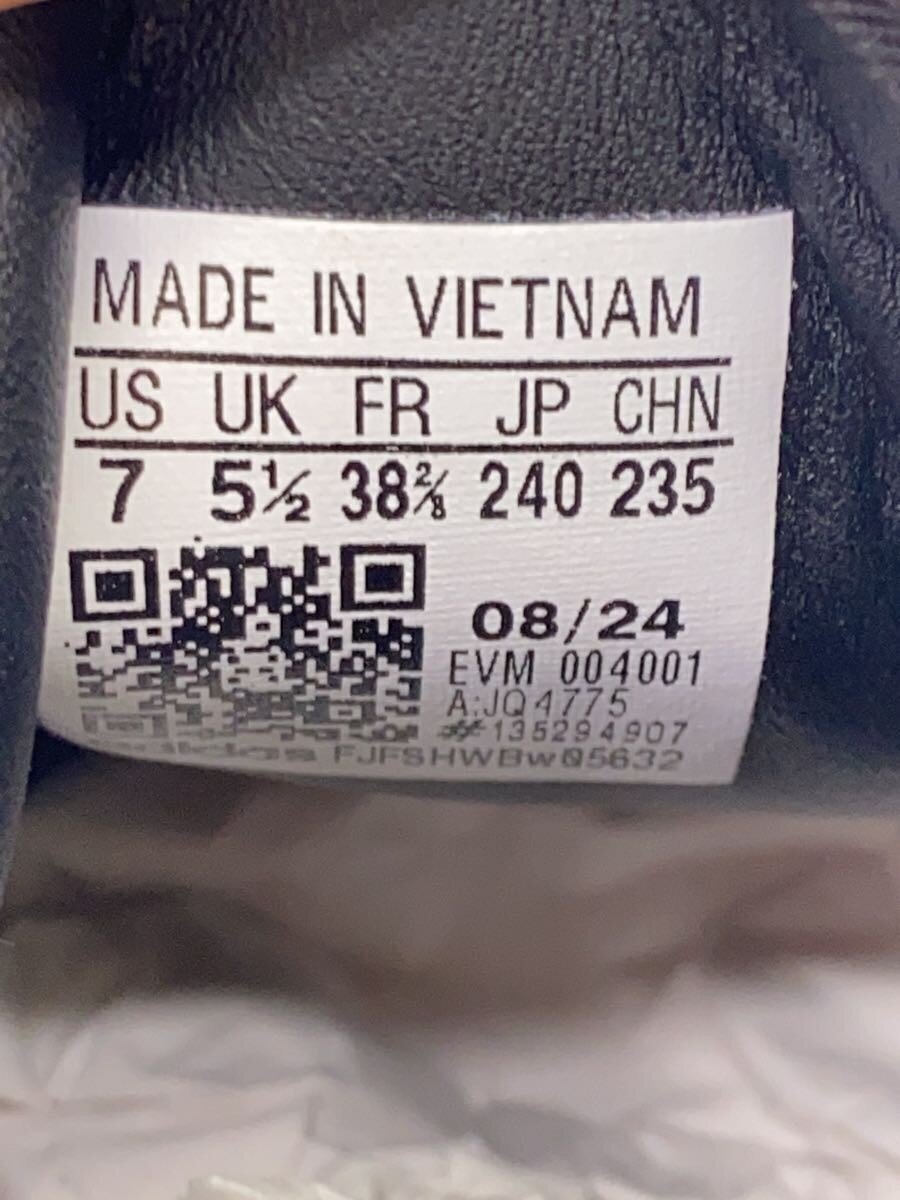 MADE IN VIETNAM
US UK FR JP CHN
7 5½ 38⅔ 240 235
08/24
EVM 004001
A:JQ4775
#135294907
adidas FJFSHWBw05632